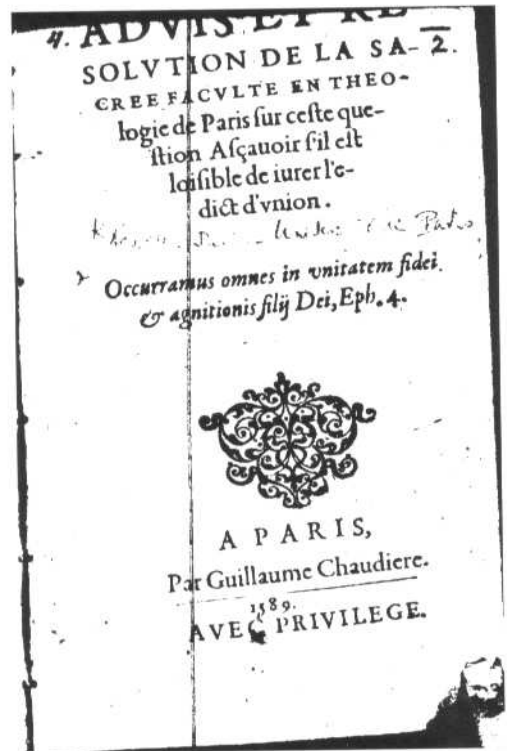 4. ADVIS ET RE
SOLVTION DE LA SA- 2.
CREE FACVLTE EN THEO-
logie de Paris ſur ceſte que-
ſtion Aſçauoir ſ'il eſt
loiſible de iurer l'e-
dict d'vnion.
Occurramus omnes in vnitatem fidei
& agnitionis filij Dei, Eph. 4.
A PARIS,
Par Guillaume Chaudiere.
1589.
AVEC PRIVILEGE.